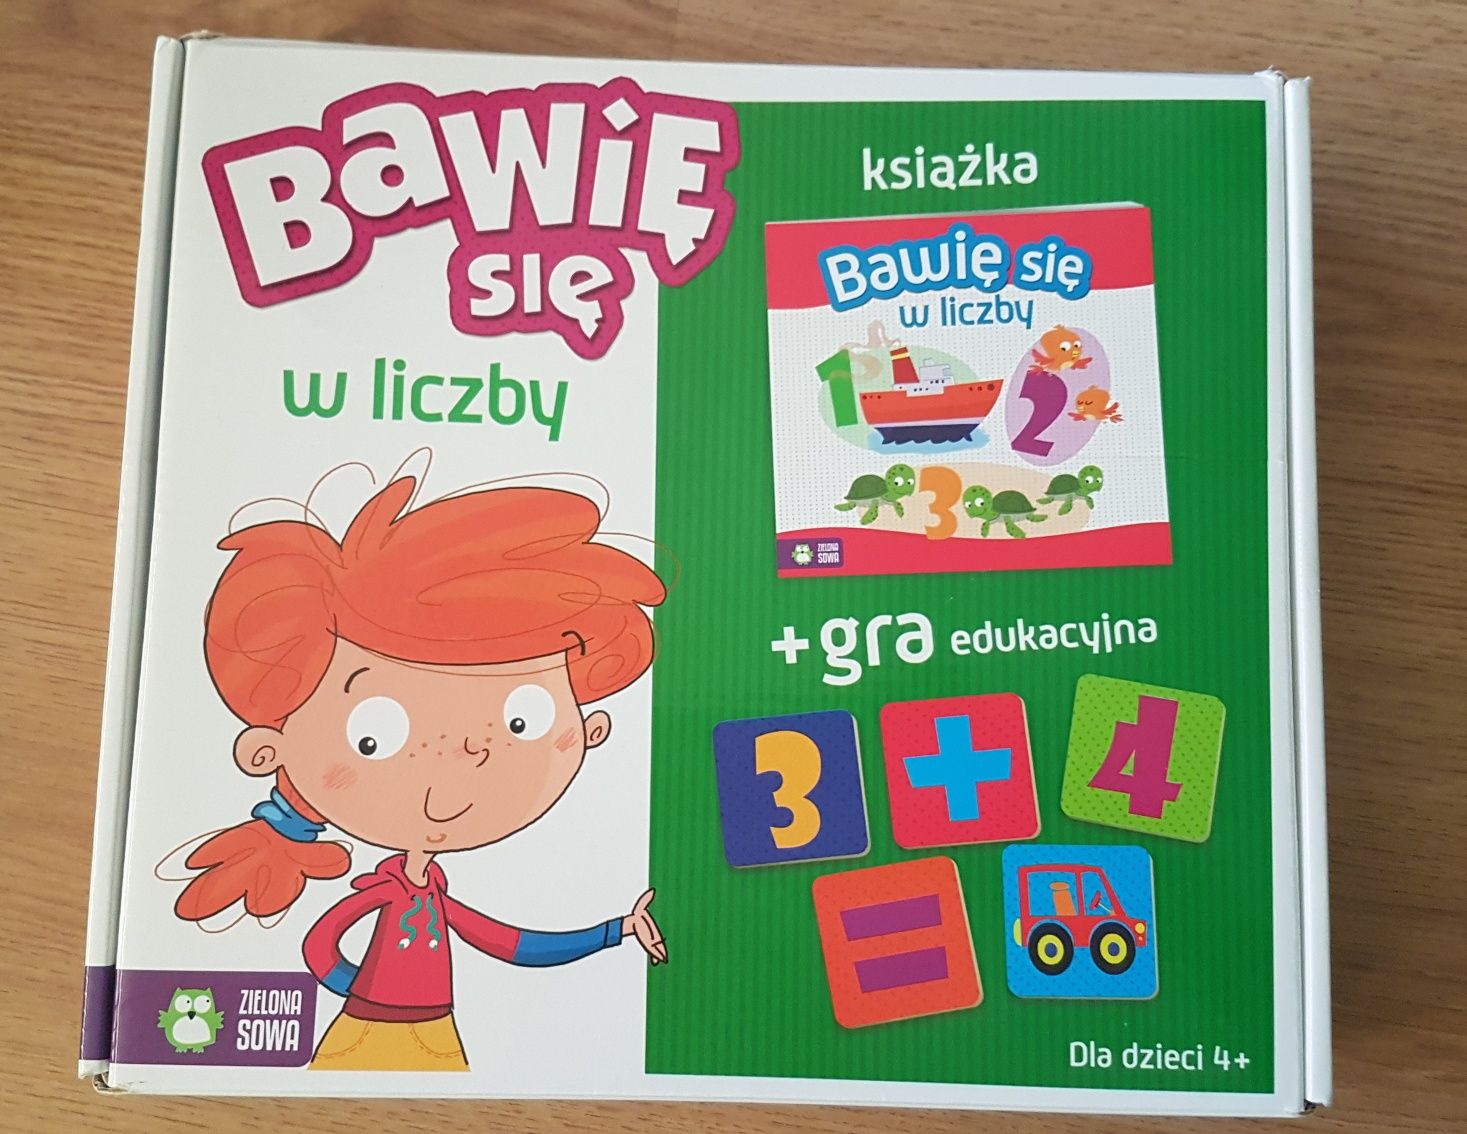 Bawię
się
w liczby
książka
Bawię się
w liczby
1
2
3
ZIELONA
SOWA
+ gra edukacyjna
3 + 4
=
ZIELONA
SOWA
Dla dzieci 4+